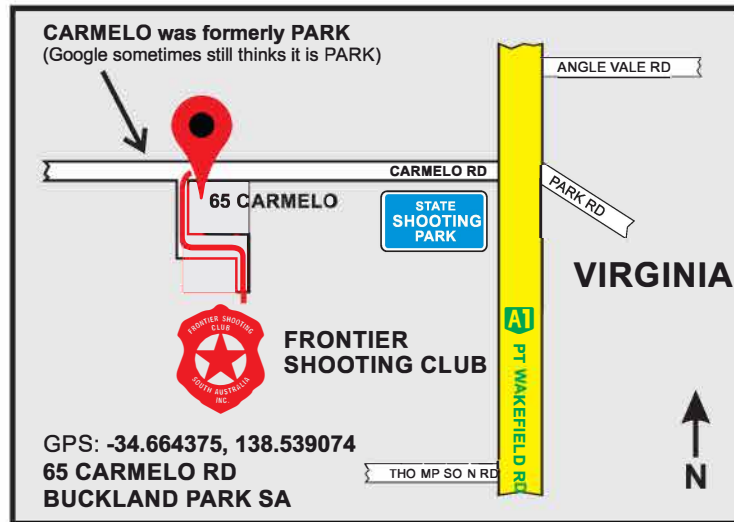 CARMELO was formerly PARK
(Google sometimes still thinks it is PARK)
ANGLE VALE RD
CARMELO RD
PARK RD
65 CARMELO
STATE
SHOOTING
PARK
VIRGINIA
A1
PT WAKEFIELD RD
FRONTIER SHOOTING
CLUB
SOUTH AUSTRALIA
INC.
FRONTIER
SHOOTING CLUB
GPS: -34.664375, 138.539074
65 CARMELO RD
BUCKLAND PARK SA
THO MP SO N RD
N